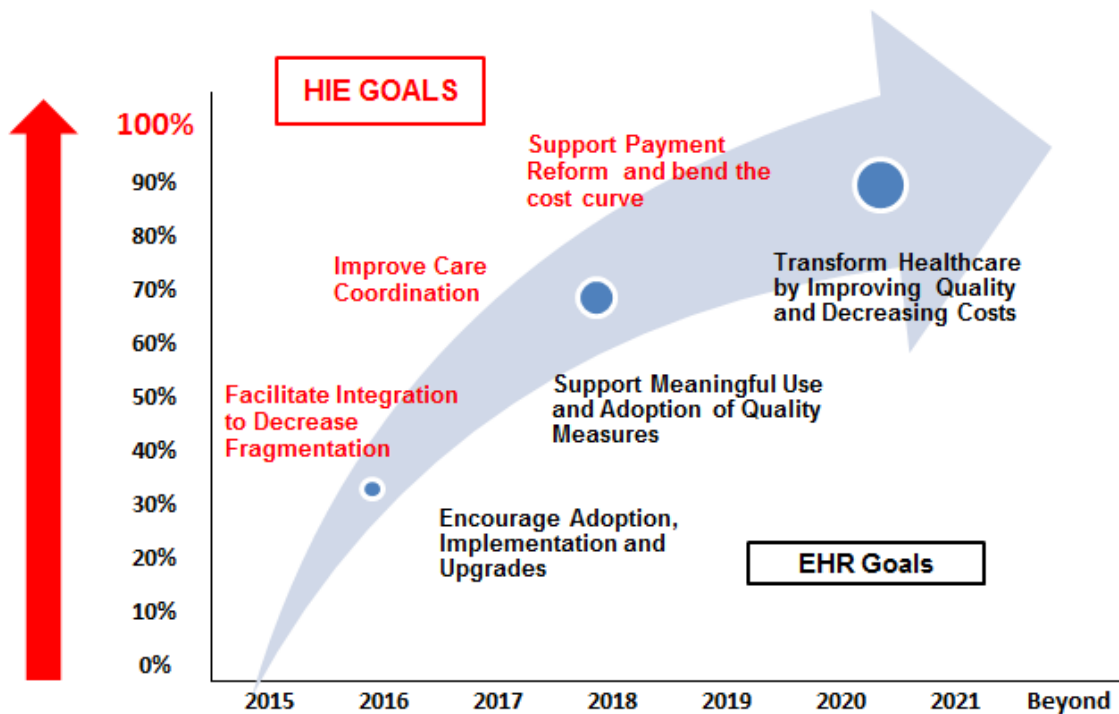 HIE GOALS
100%
90%
80%
70%
60%
50%
40%
30%
20%
10%
0%
Support Payment
Reform and bend the
cost curve
Improve Care
Coordination
Facilitate Integration
to Decrease
Fragmentation
Transform Healthcare
by Improving Quality
and Decreasing Costs
Support Meaningful Use
and Adoption of Quality
Measures
Encourage Adoption,
Implementation and
Upgrades
EHR Goals
2015 2016 2017 2018 2019 2020 2021 Beyond